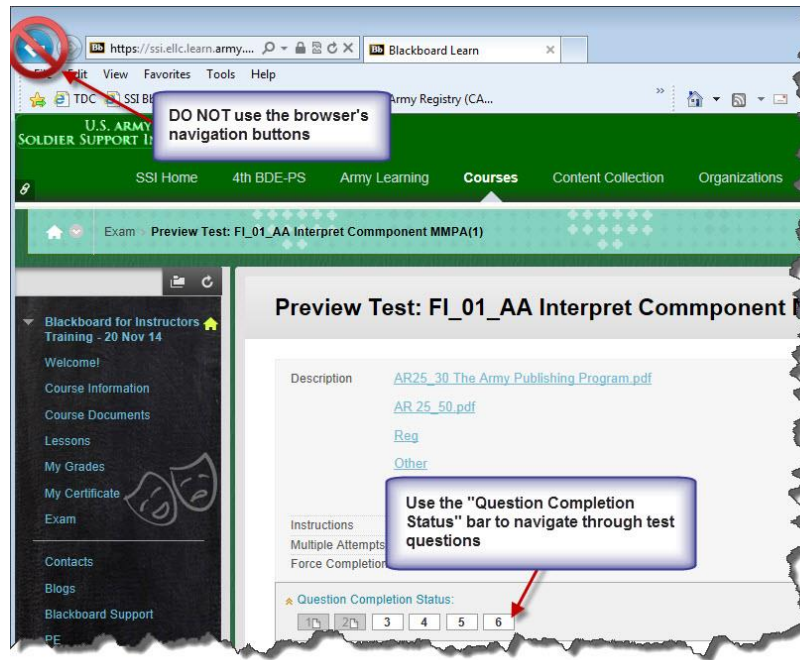 https://ssi.ellc.learn.army....
Blackboard Learn
Edit View Favorites Tools Help
TDC SSI Army Registry (CA...
DO NOT use the browser's
navigation buttons
U.S. ARMY
SOLDIER SUPPORT
SSI Home 4th BDE-PS Army Learning Courses Content Collection Organizations
Exam Preview Test: FI_01_AA Interpret Commponent MMPA(1)
Preview Test: FI_01_AA Interpret Commponent
Blackboard for Instructors
Training - 20 Nov 14
Welcome!
Course Information
Course Documents
Lessons
My Grades
My Certificate
Exam
Contacts
Blogs
Blackboard Support
PE
Description
AR25_30 The Army Publishing Program.pdf
AR 25_50.pdf
Reg
Other
Use the "Question Completion
Status" bar to navigate through test
questions
Instructions
Multiple Attempts
Force Completion
Question Completion Status:
1 2 3 4 5 6